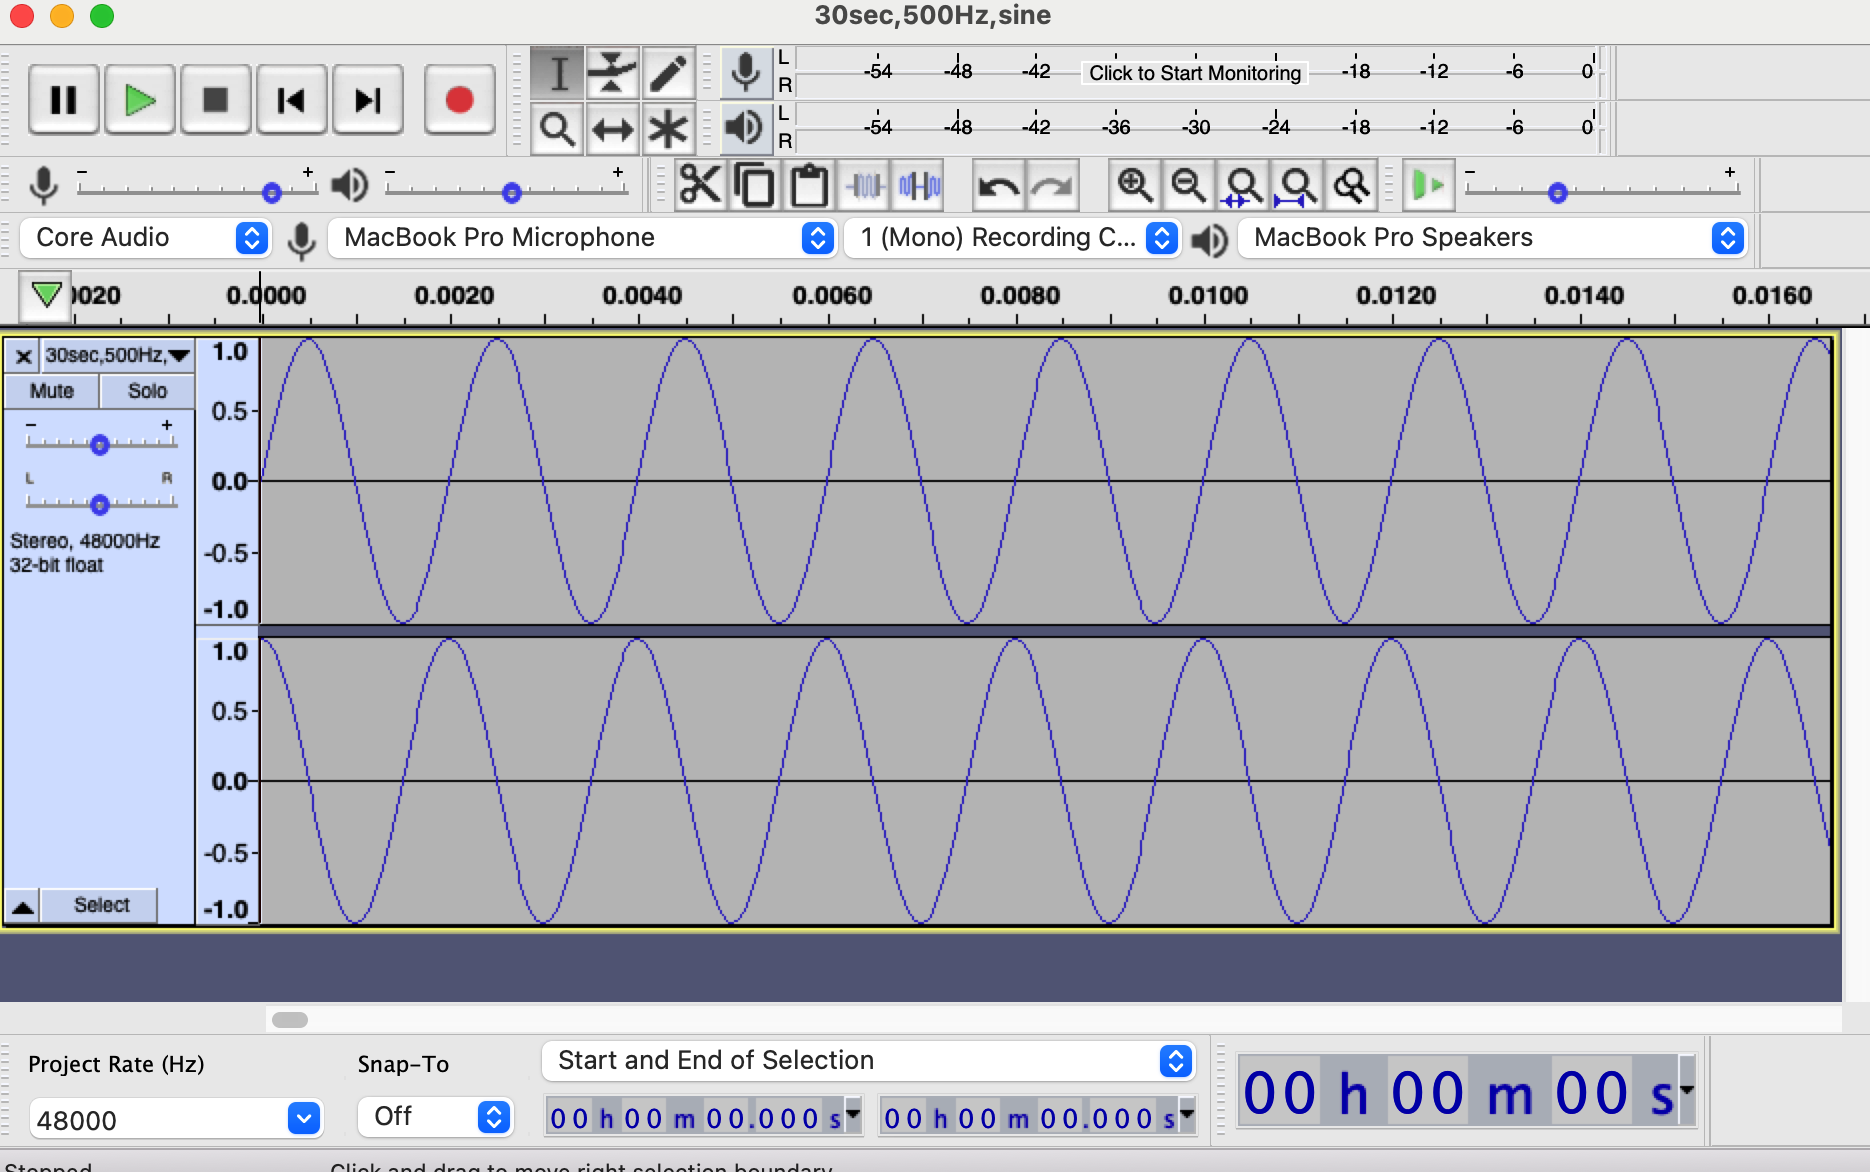 30sec,500Hz,sine
L
R
-54 -48 -42 Click to Start Monitoring -18 -12 -6 0
L
R
-54 -48 -42 -36 -30 -24 -18 -12 -6 0
- + - + - +
Core Audio MacBook Pro Microphone 1 (Mono) Recording C... MacBook Pro Speakers
0020 0.0000 0.0020 0.0040 0.0060 0.0080 0.0100 0.0120 0.0140 0.0160
30sec,500Hz,
Mute Solo
- +
L R
Stereo, 48000Hz
32-bit float
1.0
0.5
0.0
-0.5
-1.0
1.0
0.5
0.0
-0.5
-1.0
Select
Project Rate (Hz) Snap-To Start and End of Selection
48000 Off 00 h 00 m 00.000 s 00 h 00 m 00.000 s
00 h 00 m 00 s
Stopped. Click and drag to move right selection boundary.